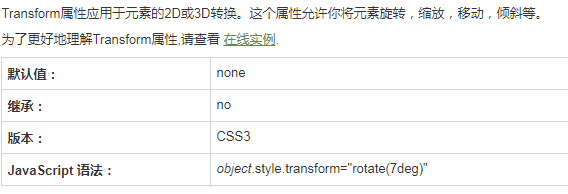 Transform属性应用于元素的2D或3D转换。这个属性允许你将元素旋转，缩放，移动，倾斜等。
为了更好地理解Transform属性,请查看 在线实例.
默认值： none
继承： no
版本： CSS3
JavaScript 语法： object.style.transform="rotate(7deg)"